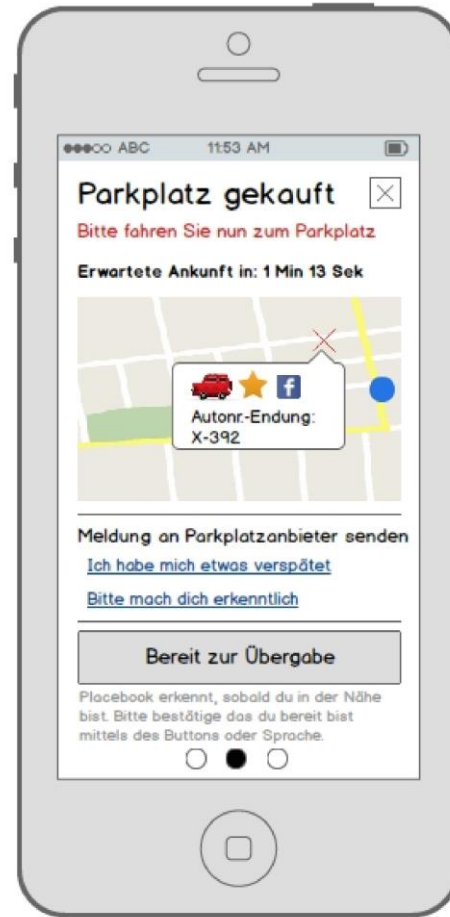 ABC 11:53 AM
Parkplatz gekauft
Bitte fahren Sie nun zum Parkplatz
Erwartete Ankunft in: 1 Min 13 Sek
f
Autonr.-Endung:
X-392
Meldung an Parkplatzanbieter senden
Ich habe mich etwas verspätet
Bitte mach dich erkenntlich
Bereit zur Übergabe
Placebook erkennt, sobald du in der Nähe
bist. Bitte bestätige das du bereit bist
mittels des Buttons oder Sprache.